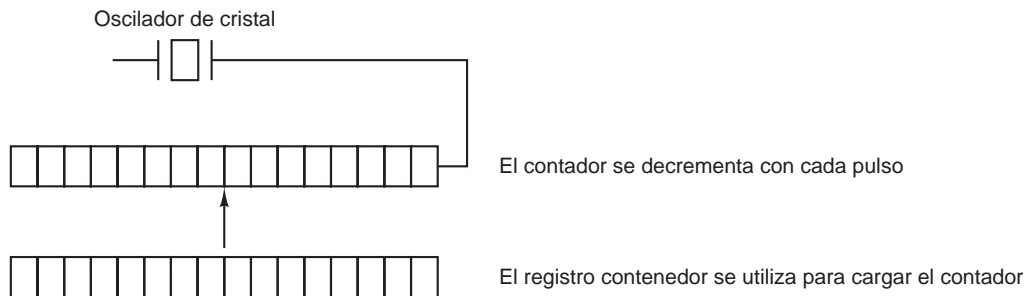 Oscilador de cristal
El contador se decrementa con cada pulso
El registro contenedor se utiliza para cargar el contador